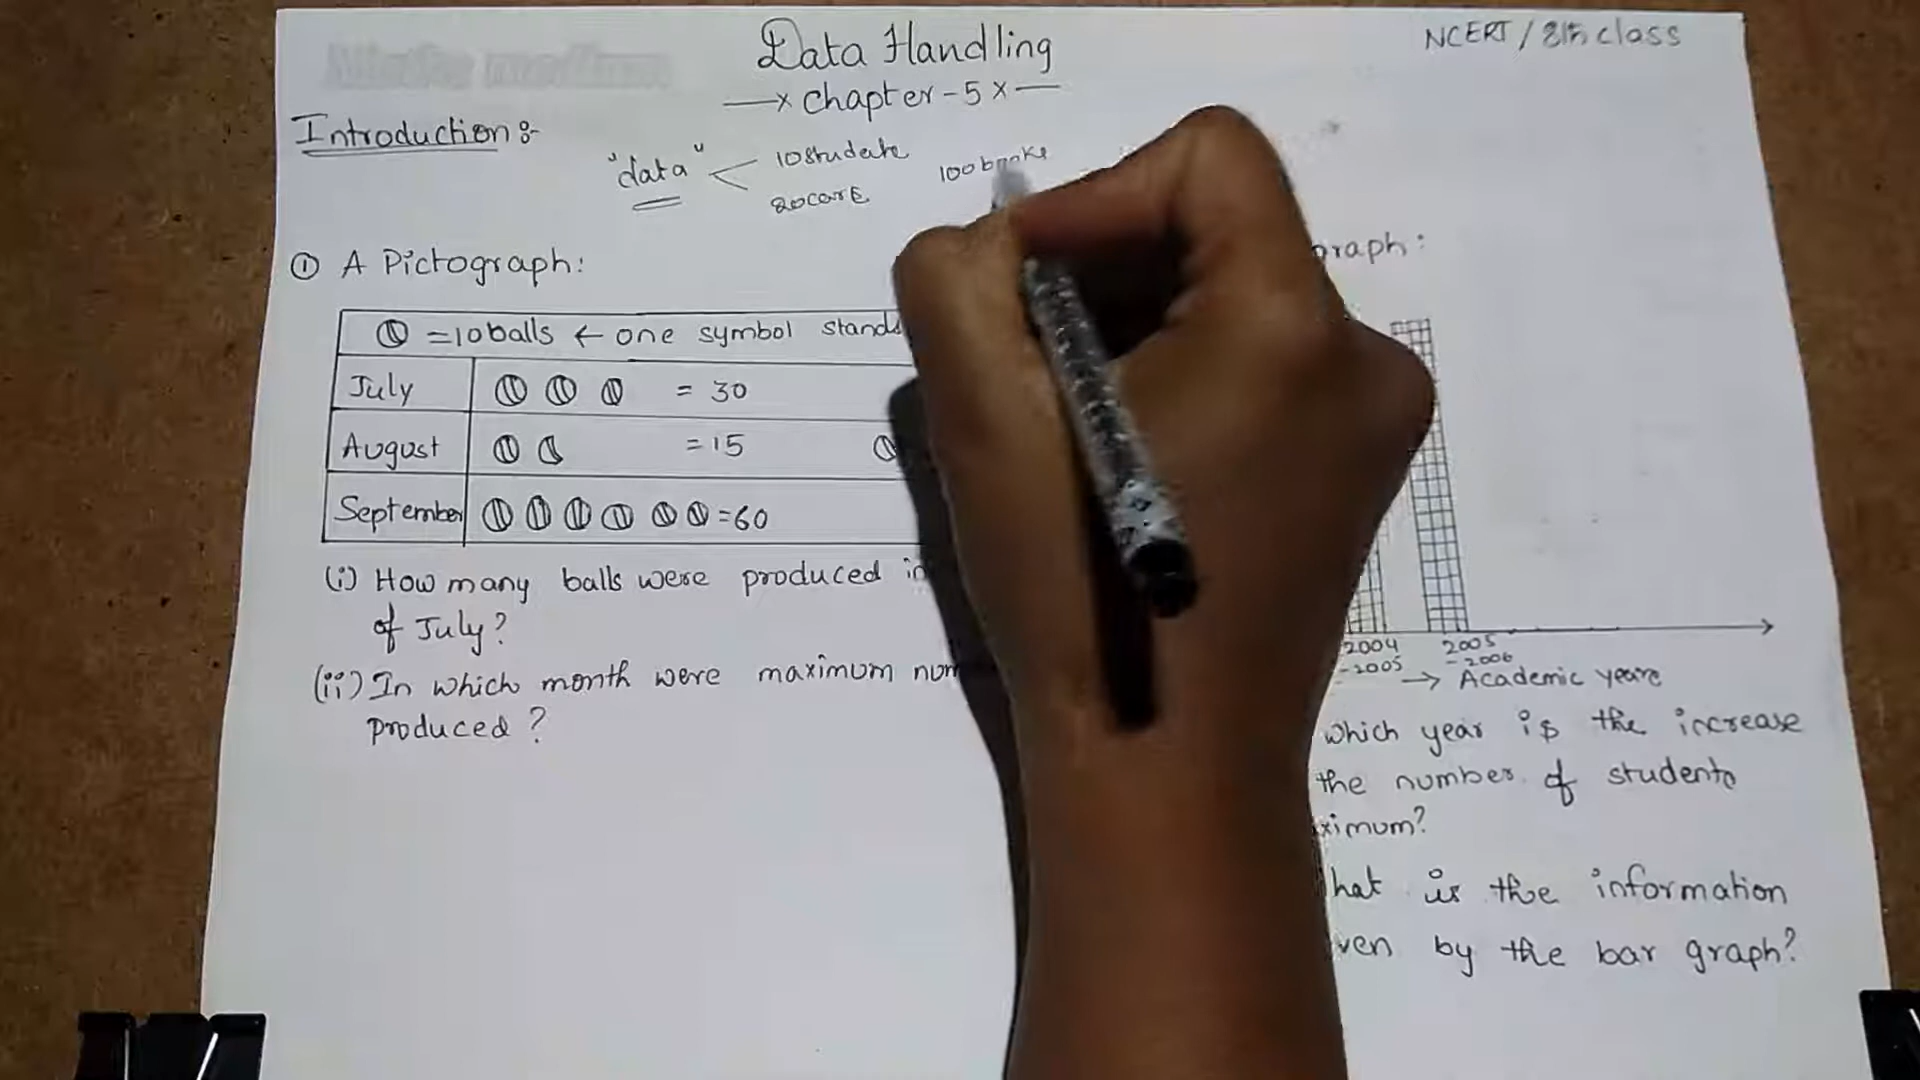 Data Handling
NCERT / 8th class
—x Chapter - 5 x—
Introduction :-
"data"
10 students
20 cars
100 books
① A Pictograph:
raph:
= 10 balls ← one symbol stands
July = 30
August = 15
September = 60
(i) How many balls were produced in
of July?
(ii) In which month were maximum num
produced?
2004
-2005
2005
-2006
→ Academic years
which year is the increase
the number of students
ximum?
hat is the information
ven by the bar graph?